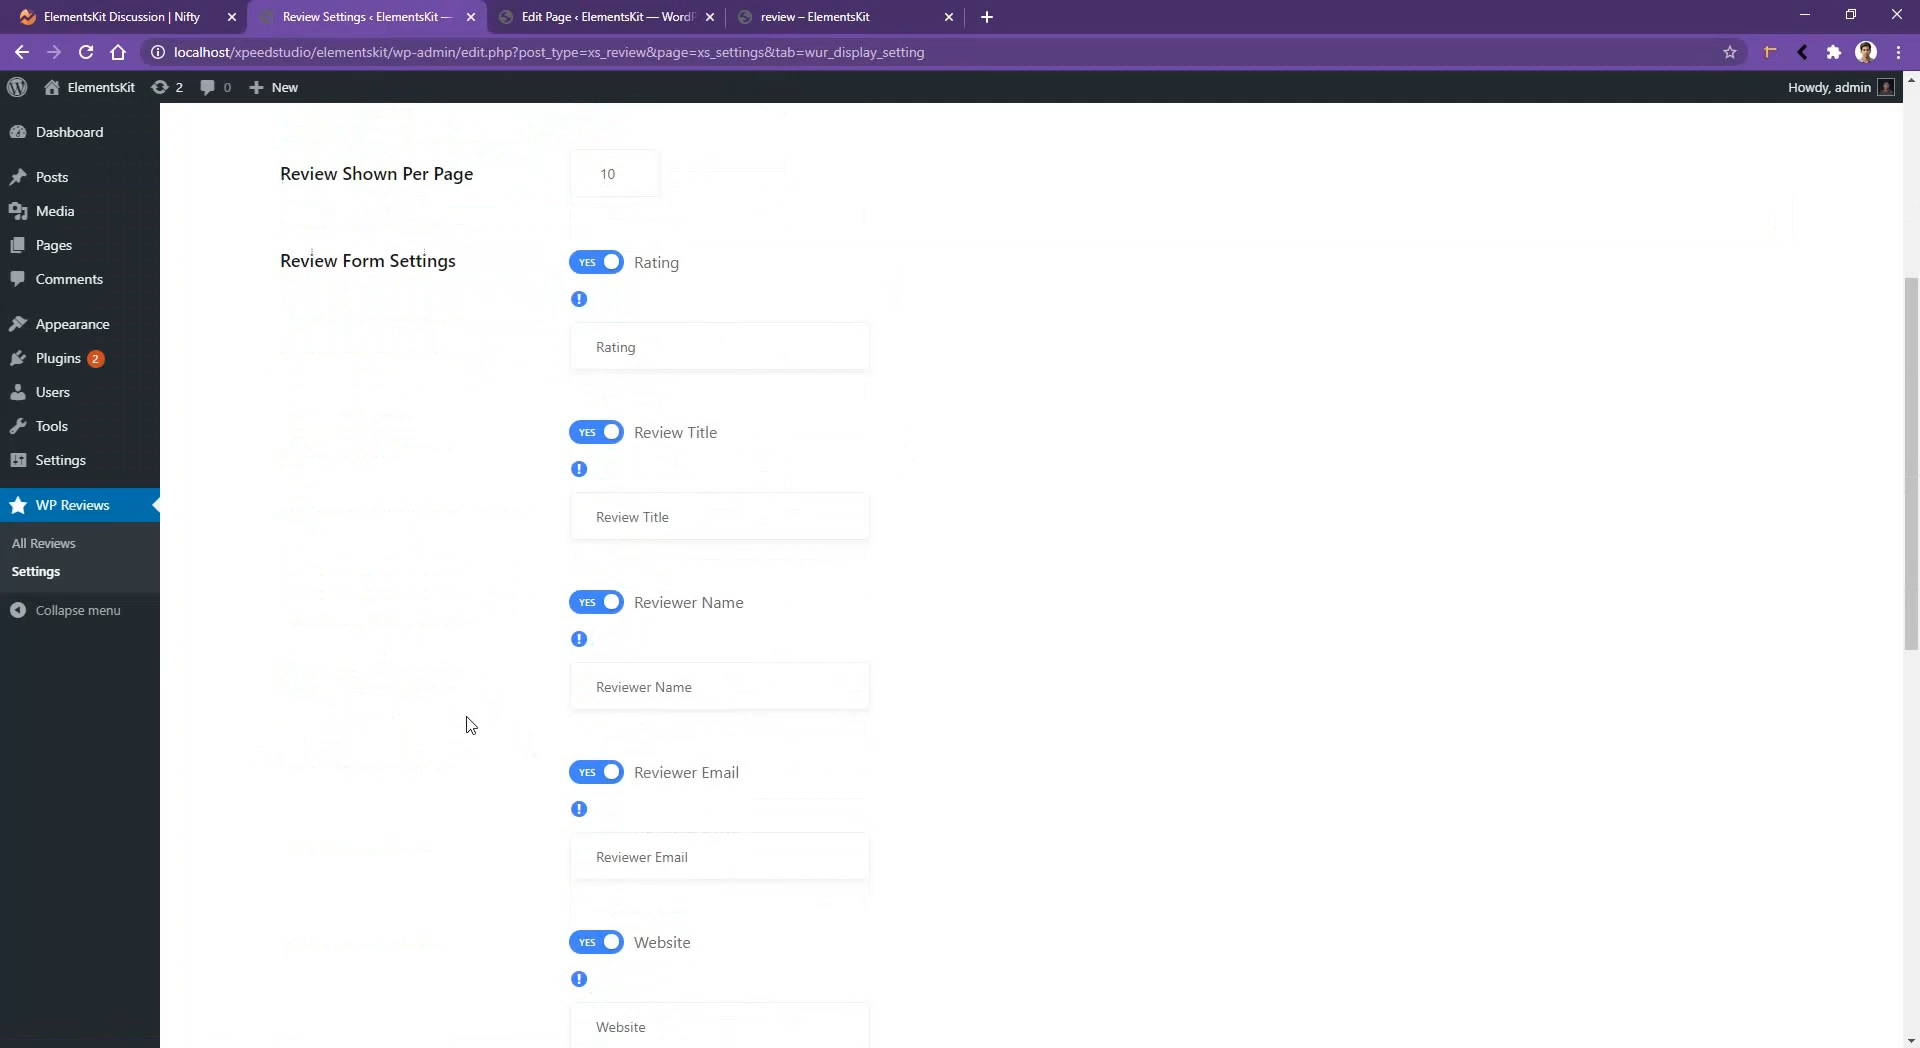 ElementsKit Discussion | Nifty
Review Settings ‹ ElementsKit —
Edit Page ‹ ElementsKit — WordP
review – ElementsKit
localhost/xpeedstudio/elementskit/wp-admin/edit.php?post_type=xs_review&page=xs_settings&tab=wur_display_setting
ElementsKit 2 0 New
Howdy, admin
Dashboard
Posts
Media
Pages
Comments
Appearance
Plugins 2
Users
Tools
Settings
WP Reviews
All Reviews
Settings
Collapse menu
Review Shown Per Page 10
Review Form Settings
YES Rating
Rating
YES Review Title
Review Title
YES Reviewer Name
Reviewer Name
YES Reviewer Email
Reviewer Email
YES Website
Website